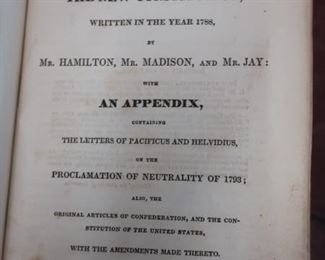 WRITTEN IN THE YEAR 1788,
BY
MR. HAMILTON, MR. MADISON, AND MR. JAY:
WITH
AN APPENDIX,
CONTAINING
THE LETTERS OF PACIFICUS AND HELVIDIUS,
ON THE
PROCLAMATION OF NEUTRALITY OF 1793;
ALSO, THE
ORIGINAL ARTICLES OF CONFEDERATION, AND THE CON-
STITUTION OF THE UNITED STATES,
WITH THE AMENDMENTS MADE THERETO.